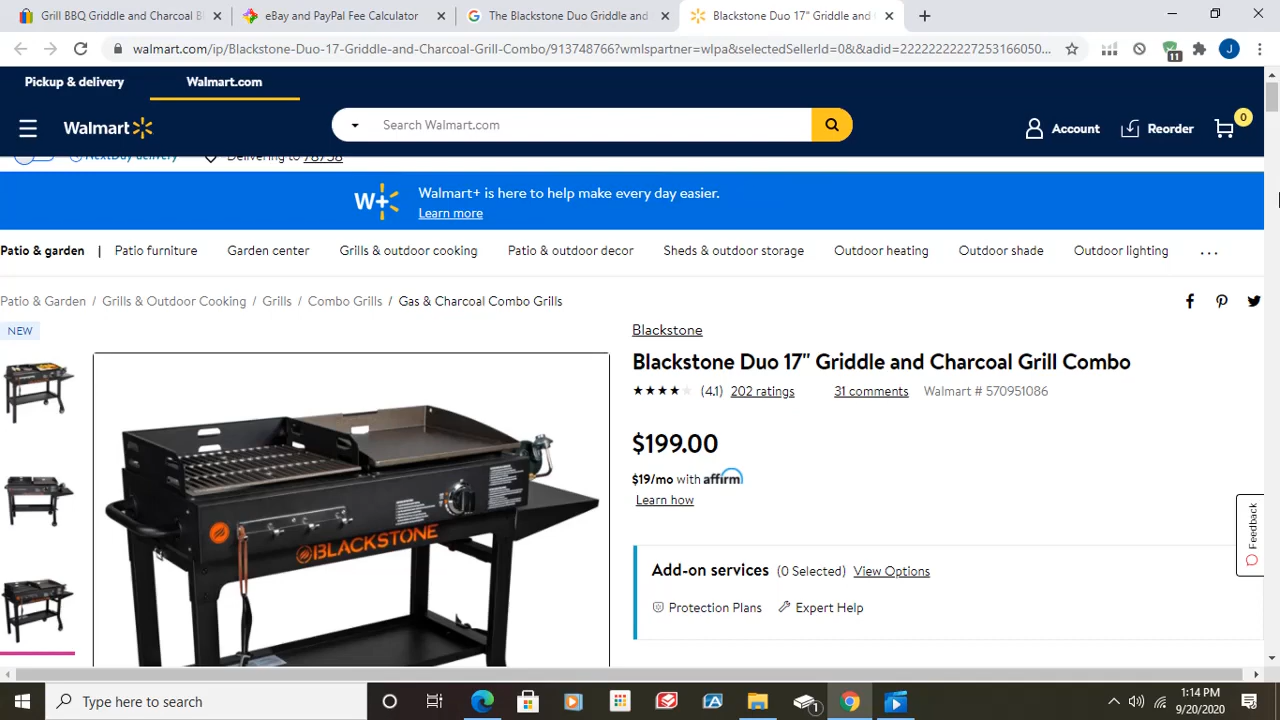 Grill BBQ Griddle and Charcoal Bl
eBay and PayPal Fee Calculator
The Blackstone Duo Griddle and
Blackstone Duo 17" Griddle and C
walmart.com/ip/Blackstone-Duo-17-Griddle-and-Charcoal-Grill-Combo/913748766?wmlspartner=wlpa&selectedSellerId=0&&adid=22222222227253166050...
11
J
Pickup & delivery
Walmart.com
Walmart
Search Walmart.com
Account
Reorder
0
NextDay delivery
Delivering to 78758
W+
Walmart+ is here to help make every day easier.
Learn more
Patio & garden | Patio furniture Garden center Grills & outdoor cooking Patio & outdoor decor Sheds & outdoor storage Outdoor heating Outdoor shade Outdoor lighting ...
Patio & Garden / Grills & Outdoor Cooking / Grills / Combo Grills / Gas & Charcoal Combo Grills
NEW
Blackstone
Blackstone Duo 17" Griddle and Charcoal Grill Combo
(4.1) 202 ratings 31 comments Walmart # 570951086
$199.00
$19/mo with affirm
Learn how
Feedback
BLACKSTONE
Add-on services (0 Selected) View Options
Protection Plans Expert Help
Type here to search
1
1:14 PM
9/20/2020